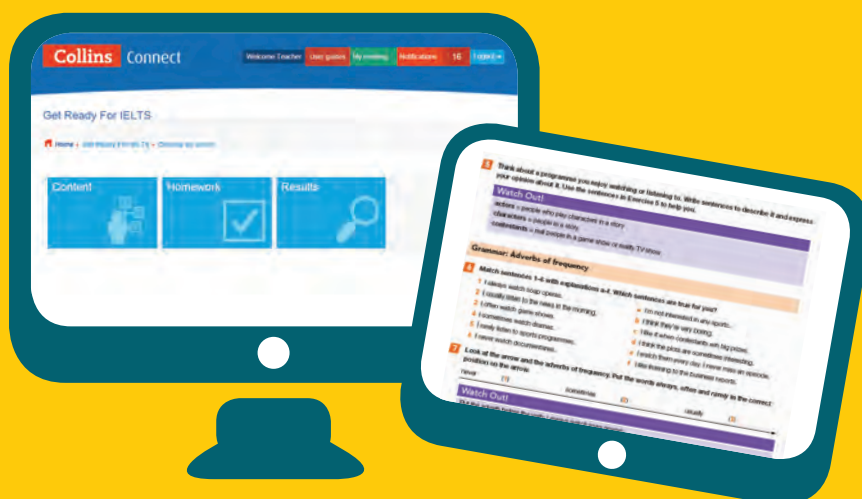 Collins Connect
Welcome Teacher User guides My meeting Notifications 16 Logout
Get Ready For IELTS
Home
Content
Homework
Results
5 Think about a programme you enjoy watching or listening to. Write sentences to describe it and express
your opinion about it. Use the sentences in Exercise 5 to help you.
Watch Out!
actors = people who play characters in a story
characters = people in a story
contestants = real people in a game show or reality TV show
Grammar: Adverbs of frequency
6 Match sentences 1–6 with explanations a–f. Which sentences are true for you?
1 I always watch soap operas.
2 I usually listen to the news in the morning.
3 I often watch game shows.
4 I sometimes watch dramas.
5 I rarely listen to sports programmes.
6 I never watch documentaries.
a I'm not interested in any sports.
b I think they're very boring.
c I like it when contestants win big prizes.
d I think the plots are sometimes interesting.
e I watch them every day. I never miss an episode.
f I like listening to the business reports.
7 Look at the arrow and the adverbs of frequency. Put the words always, often and rarely in the correct
position on the arrow.
never (1) sometimes (2) usually (3)
Watch Out!